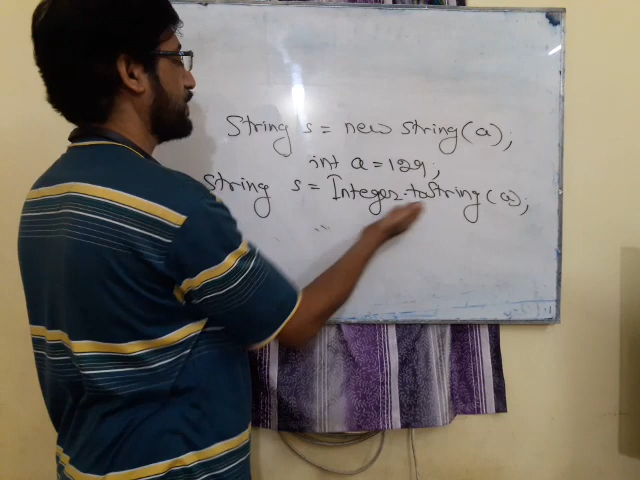 String s = new string(a);
int a = 129;
String s = Integer.toString(a);